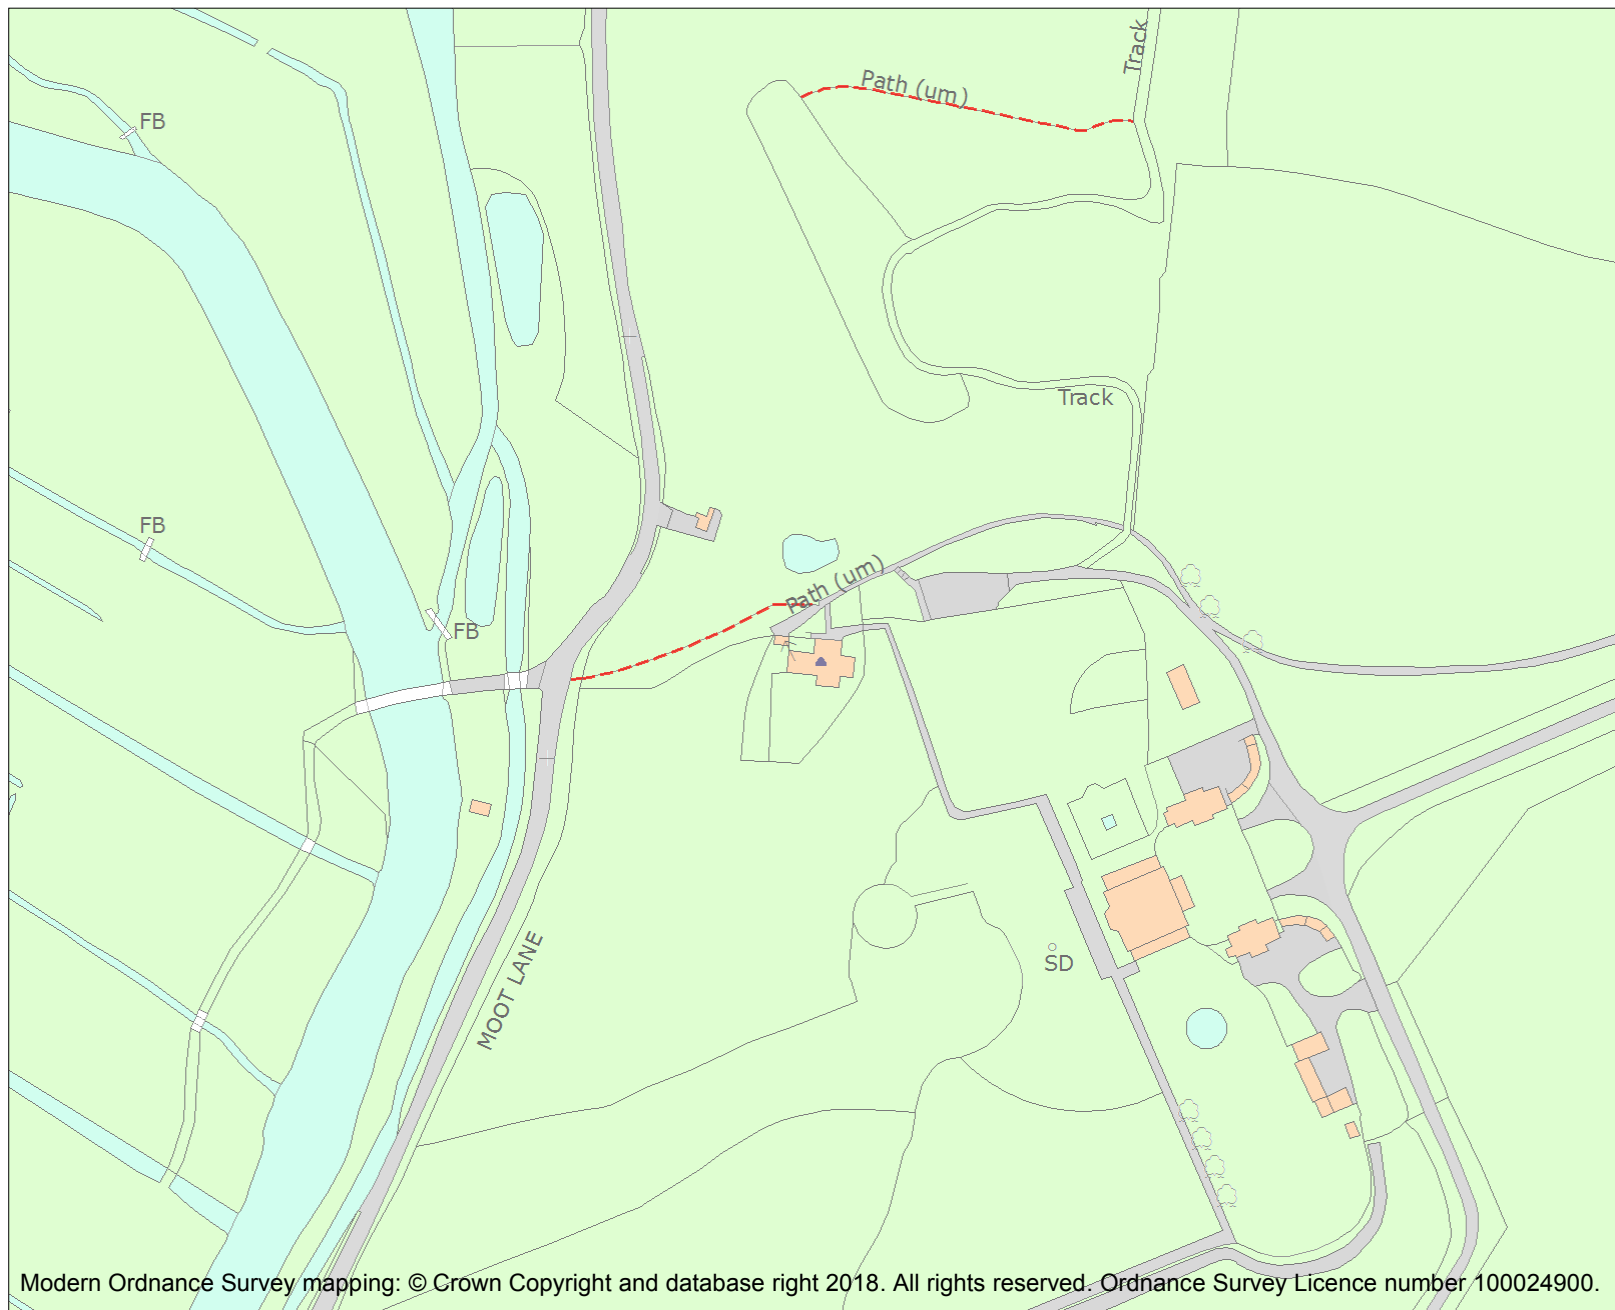 Track
Path (um)
FB
Track
FB
Path (um)
FB
MOOT LANE
SD
Modern Ordnance Survey mapping: © Crown Copyright and database right 2018. All rights reserved. Ordnance Survey Licence number 100024900.